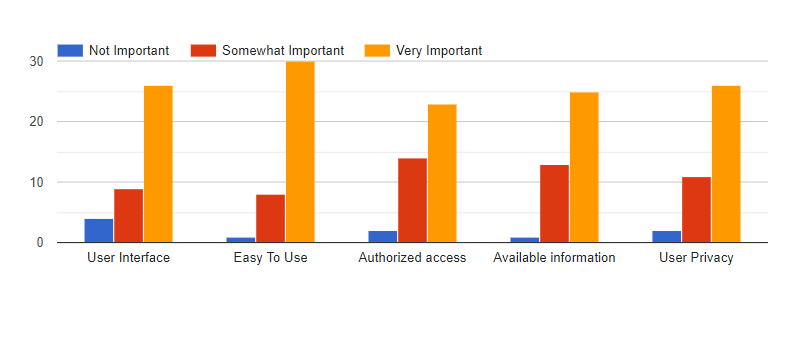 Not Important Somewhat Important Very Important
30
20
10
0
User Interface Easy To Use Authorized access Available information User Privacy